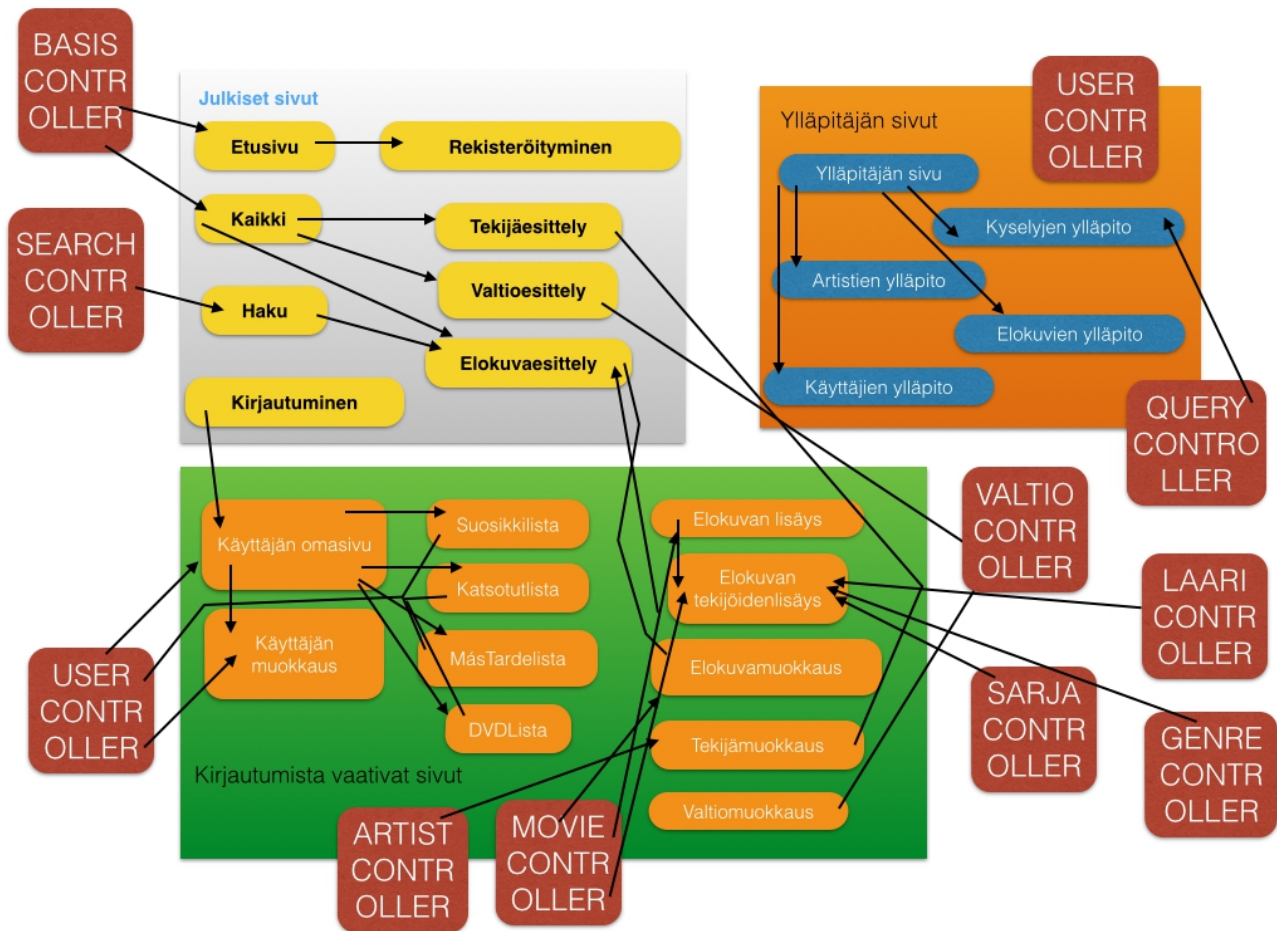 BASIS
CONTR
OLLER
SEARCH
CONTR
OLLER
Julkiset sivut
Etusivu
Rekisteröityminen
Kaikki
Tekijäesittely
Valtioesittely
Haku
Elokuvaesittely
Kirjautuminen
USER
CONTR
OLLER
Ylläpitäjän sivut
Ylläpitäjän sivu
Kyselyjen ylläpito
Artistien ylläpito
Elokuvien ylläpito
Käyttäjien ylläpito
QUERY
CONTRO
LLER
VALTIO
CONTR
OLLER
LAARI
CONTR
OLLER
SARJA
CONTR
OLLER
GENRE
CONTR
OLLER
Käyttäjän omasivu
Suosikkilista
Katsotutlista
Käyttäjän
muokkaus
MásTardelista
DVDLista
Elokuvan lisäys
Elokuvan
tekijöidenlisäys
Elokuvamuokkaus
Tekijämuokkaus
Valtiomuokkaus
Kirjautumista vaativat sivut
USER
CONTR
OLLER
ARTIST
CONTR
OLLER
MOVIE
CONTR
OLLER